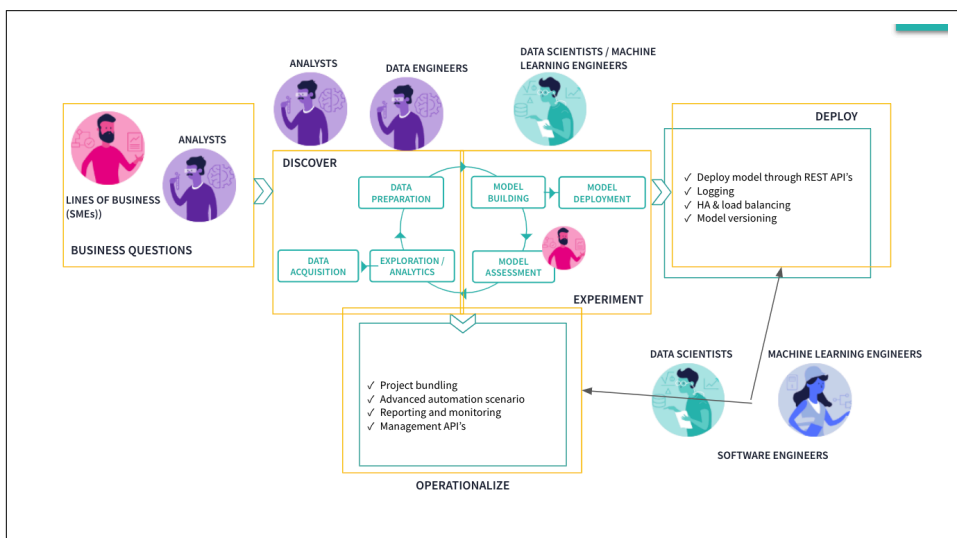 ANALYSTS
DATA ENGINEERS
DATA SCIENTISTS / MACHINE
LEARNING ENGINEERS
ANALYSTS
LINES OF BUSINESS
(SMEs))
BUSINESS QUESTIONS
DISCOVER
DATA
PREPARATION
MODEL
BUILDING
MODEL
DEPLOYMENT
DATA
ACQUISITION
EXPLORATION /
ANALYTICS
MODEL
ASSESSMENT
EXPERIMENT
DEPLOY
✓ Deploy model through REST API's
✓ Logging
✓ HA & load balancing
✓ Model versioning
✓ Project bundling
✓ Advanced automation scenario
✓ Reporting and monitoring
✓ Management API's
OPERATIONALIZE
DATA SCIENTISTS
MACHINE LEARNING ENGINEERS
SOFTWARE ENGINEERS